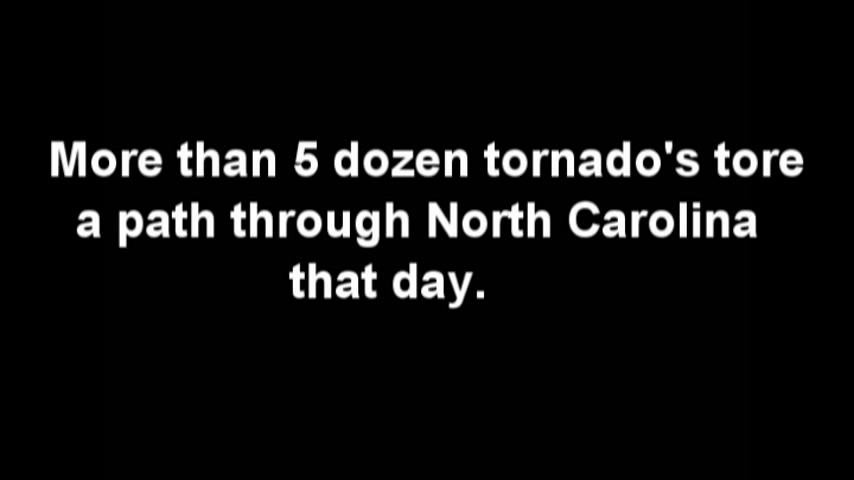 More than 5 dozen tornado's tore
a path through North Carolina
that day.